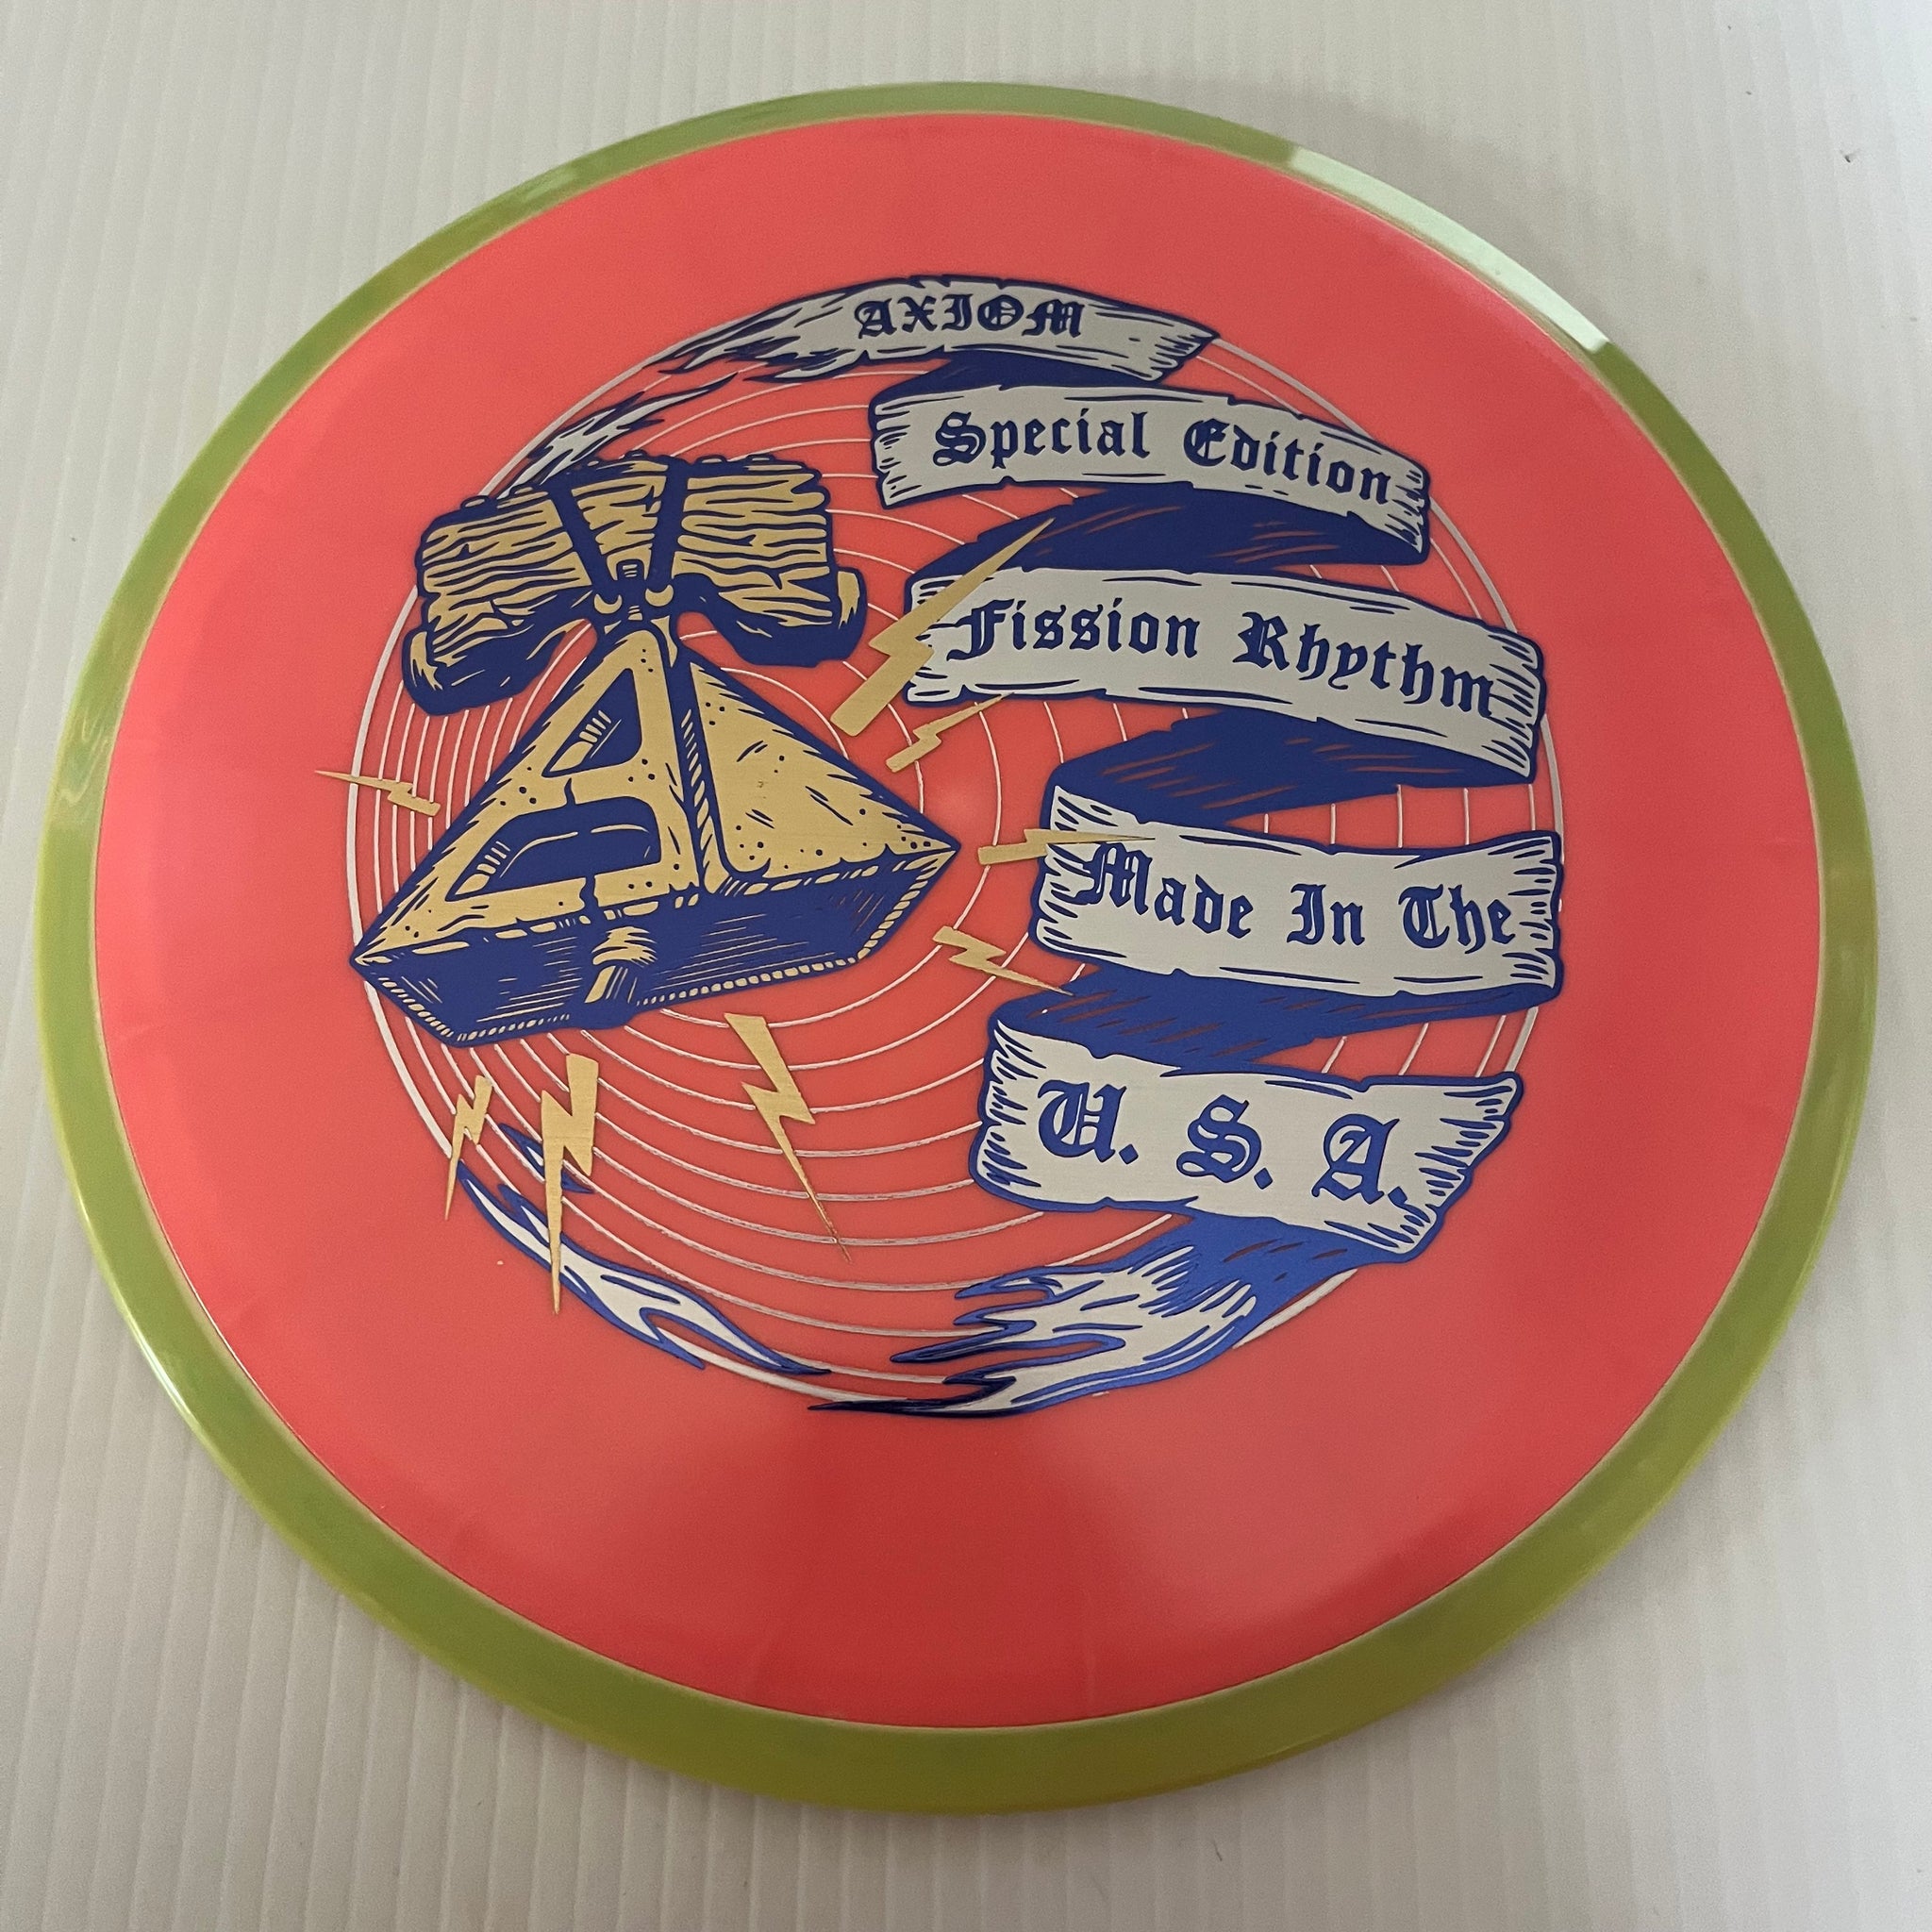 AXIOM
Special Edition
Fission Rhythm
Made In The
U. S. A.